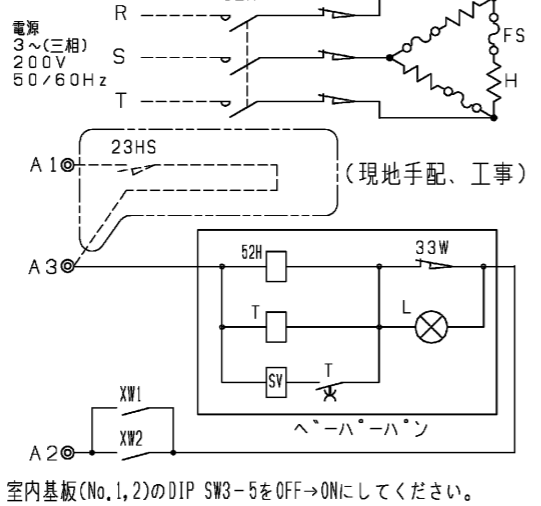 R
電源
3～(三相)
200V
50/60Hz
S
T
FS
H
23HS
A1
(現地手配、工事)
A3
52H
33W
T
L
SV
T
ペーパーパン
XW1
XW2
A2
室内基板(No.1,2)のDIP SW3-5をOFF→ONにしてください。